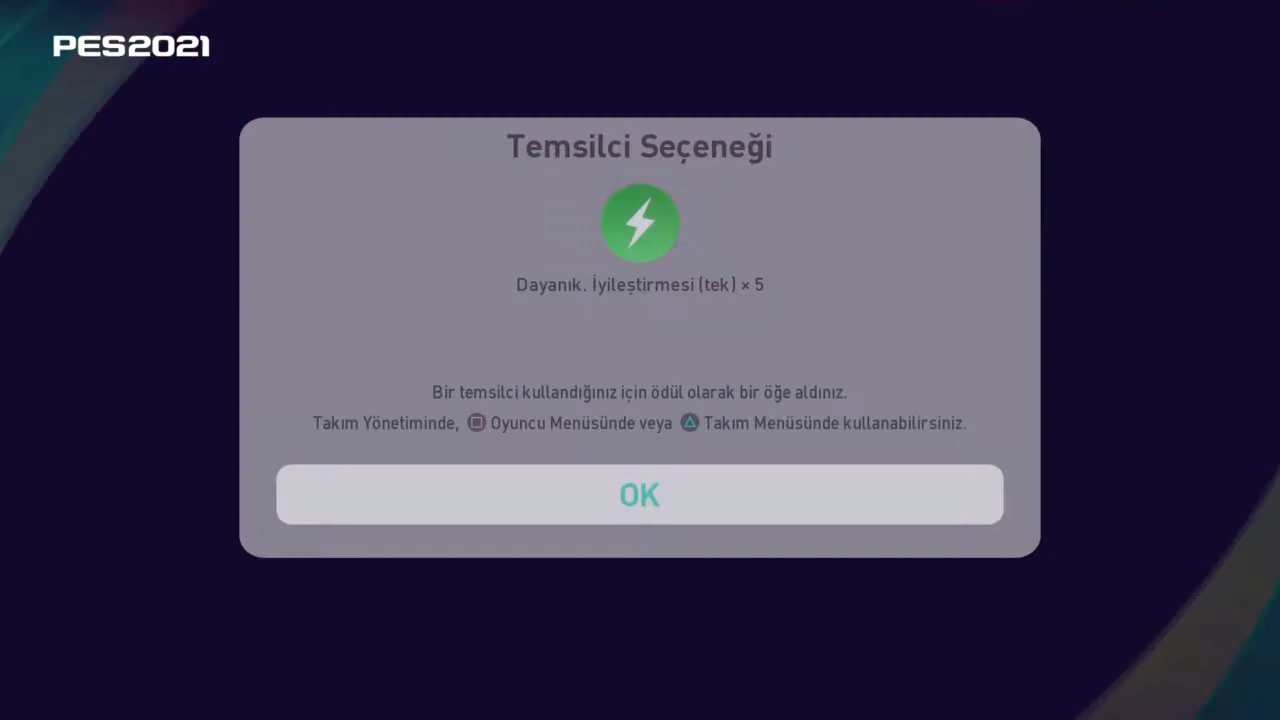 PES2021
Temsilci Seçeneği
Dayanık. İyileştirmesi (tek) × 5
Bir temsilci kullandığınız için ödül olarak bir öğe aldınız.
Takım Yönetiminde, Oyuncu Menüsünde veya Takım Menüsünde kullanabilirsiniz.
OK